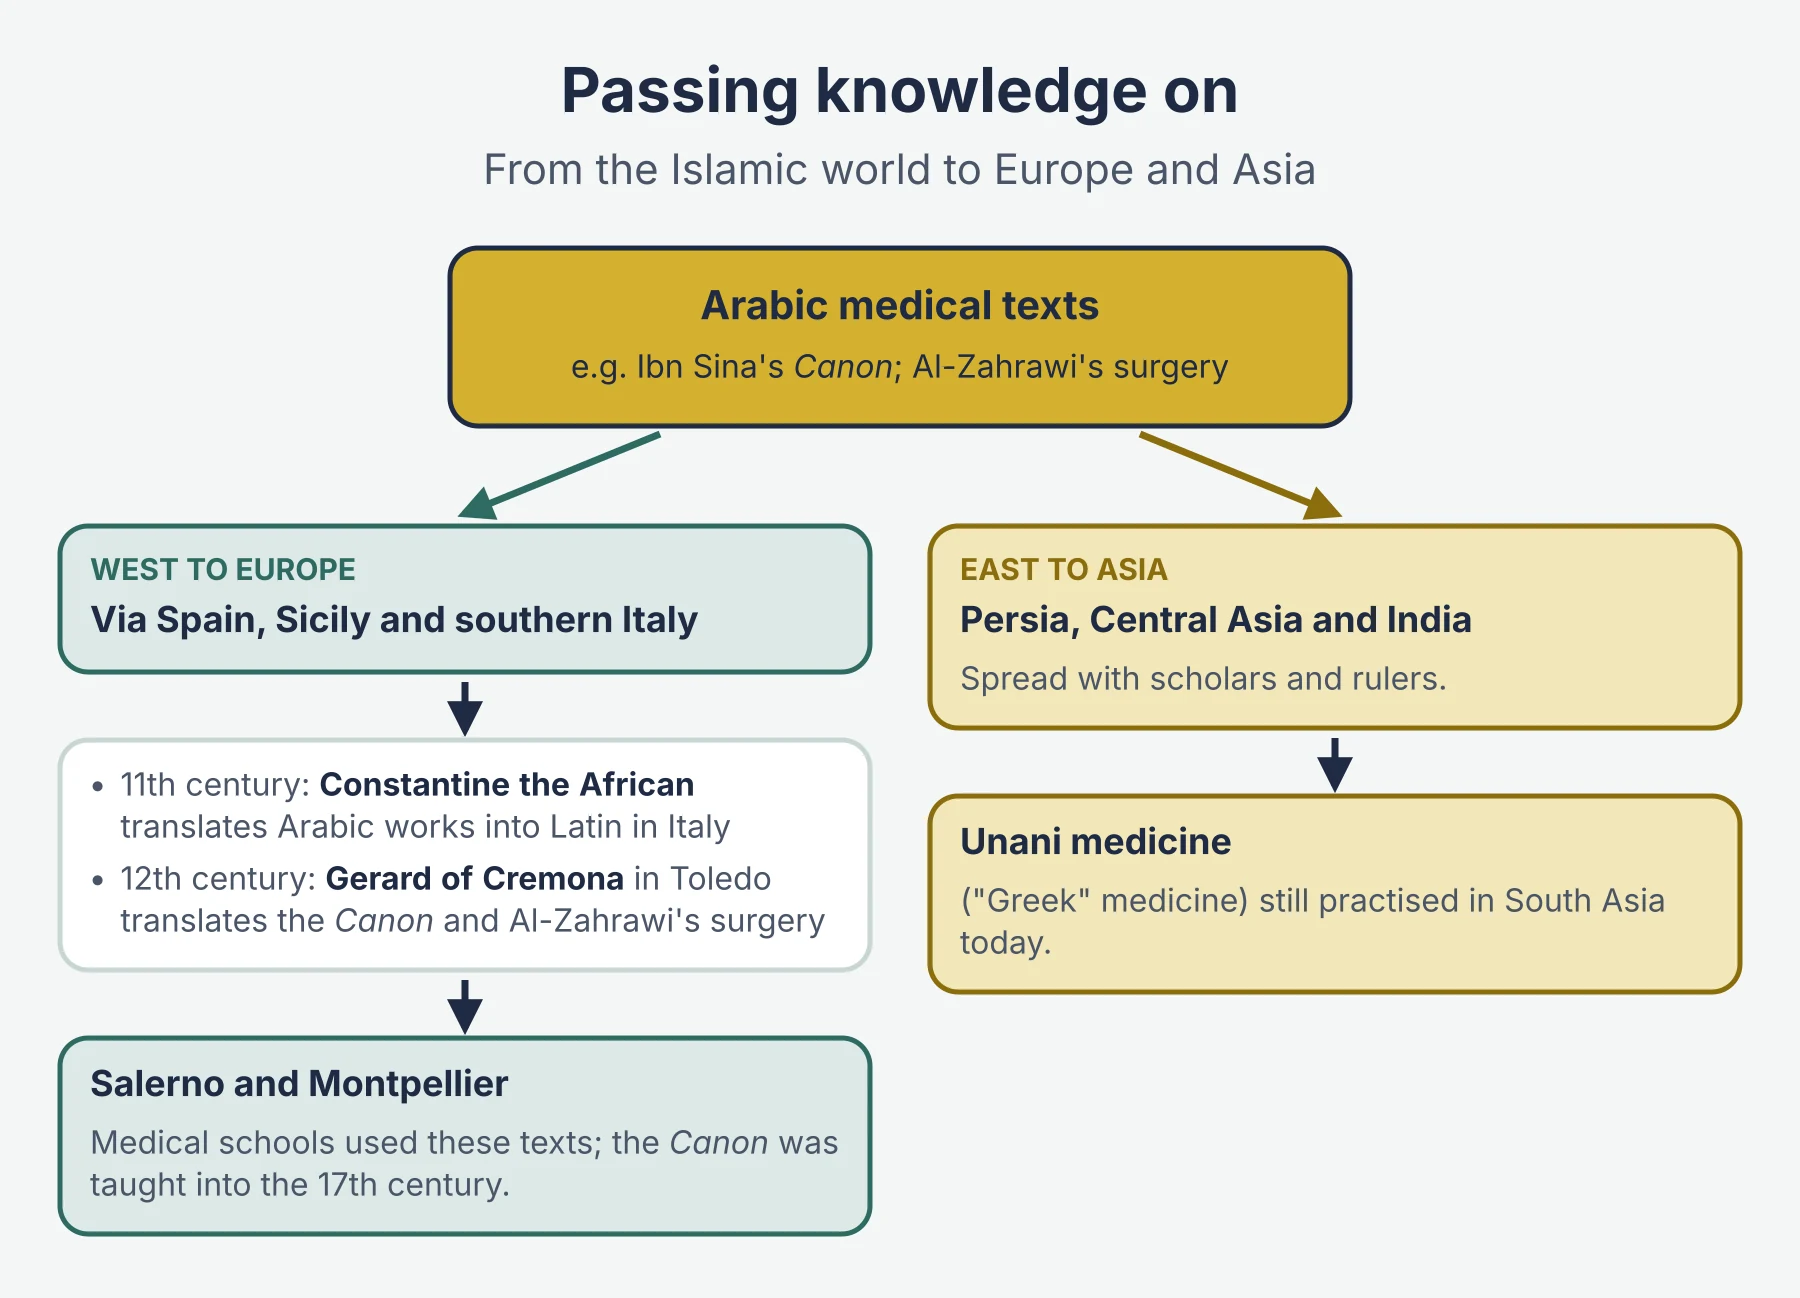 Passing knowledge on
From the Islamic world to Europe and Asia
Arabic medical texts
e.g. Ibn Sina's Canon; Al-Zahrawi's surgery
WEST TO EUROPE
Via Spain, Sicily and southern Italy
• 11th century: Constantine the African
translates Arabic works into Latin in Italy
• 12th century: Gerard of Cremona in Toledo
translates the Canon and Al-Zahrawi's surgery
Salerno and Montpellier
Medical schools used these texts; the Canon was
taught into the 17th century.
EAST TO ASIA
Persia, Central Asia and India
Spread with scholars and rulers.
Unani medicine
("Greek" medicine) still practised in South Asia
today.